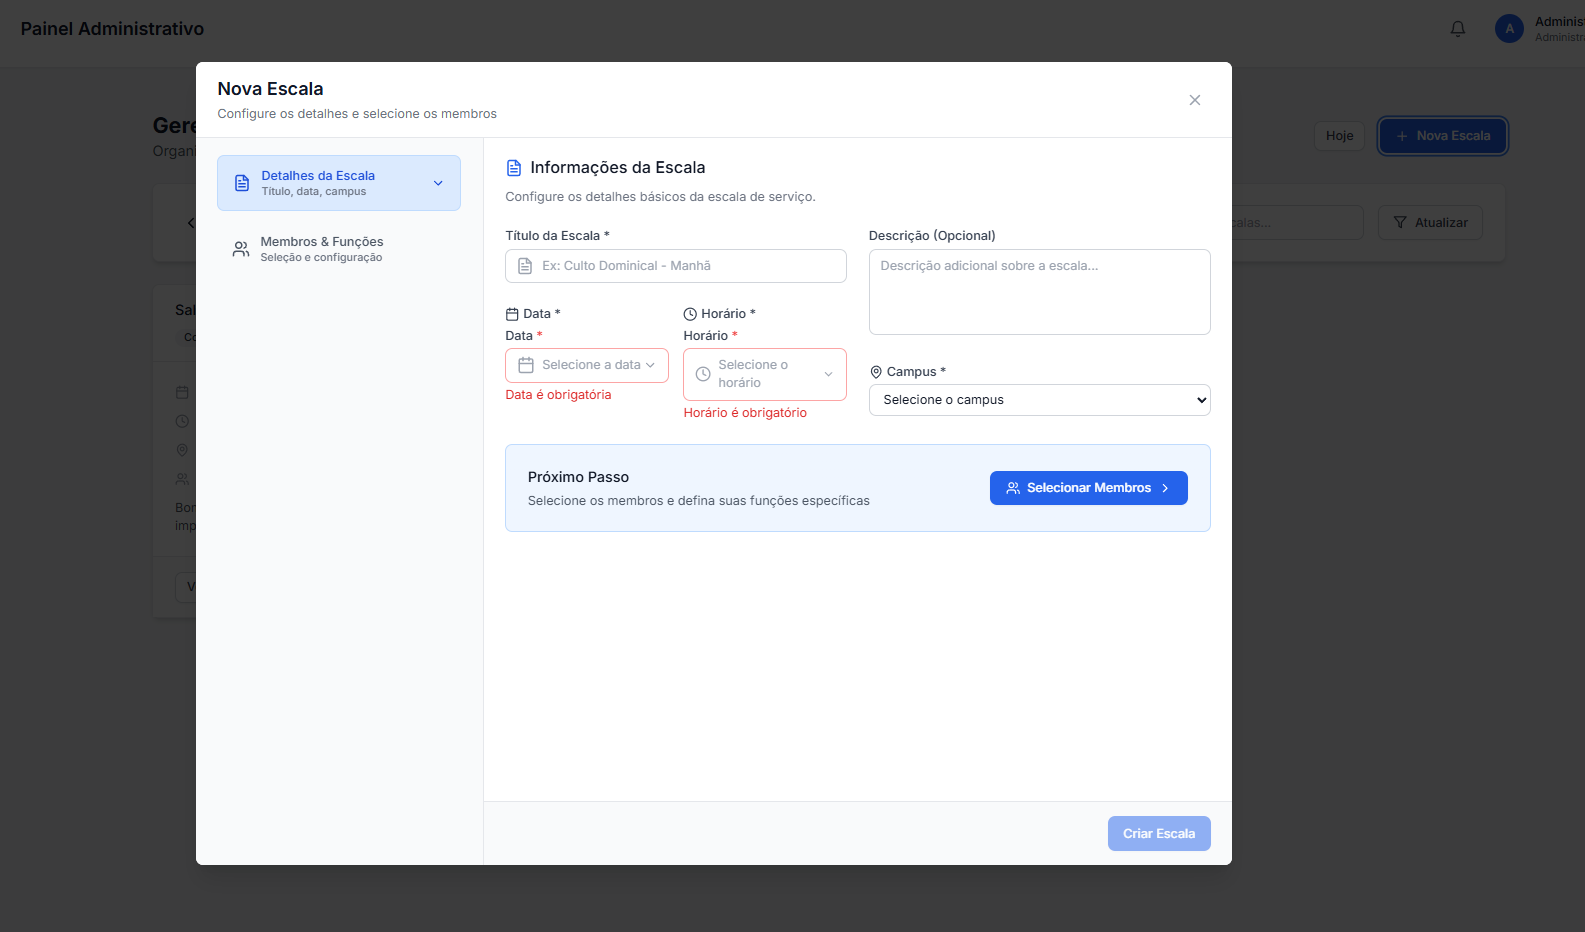 Painel Administrativo
A
Adminis
Administra
Gere
Organi
Hoje
+ Nova Escala
calas...
Atualizar
Sal
Co
Bon
imp
V
Nova Escala
Configure os detalhes e selecione os membros
Detalhes da Escala
Título, data, campus
Membros & Funções
Seleção e configuração
Informações da Escala
Configure os detalhes básicos da escala de serviço.
Título da Escala *
Ex: Culto Dominical - Manhã
Descrição (Opcional)
Descrição adicional sobre a escala...
Data *
Data *
Selecione a data
Data é obrigatória
Horário *
Horário *
Selecione o
horário
Horário é obrigatório
Campus *
Selecione o campus
Próximo Passo
Selecione os membros e defina suas funções específicas
Selecionar Membros
Criar Escala